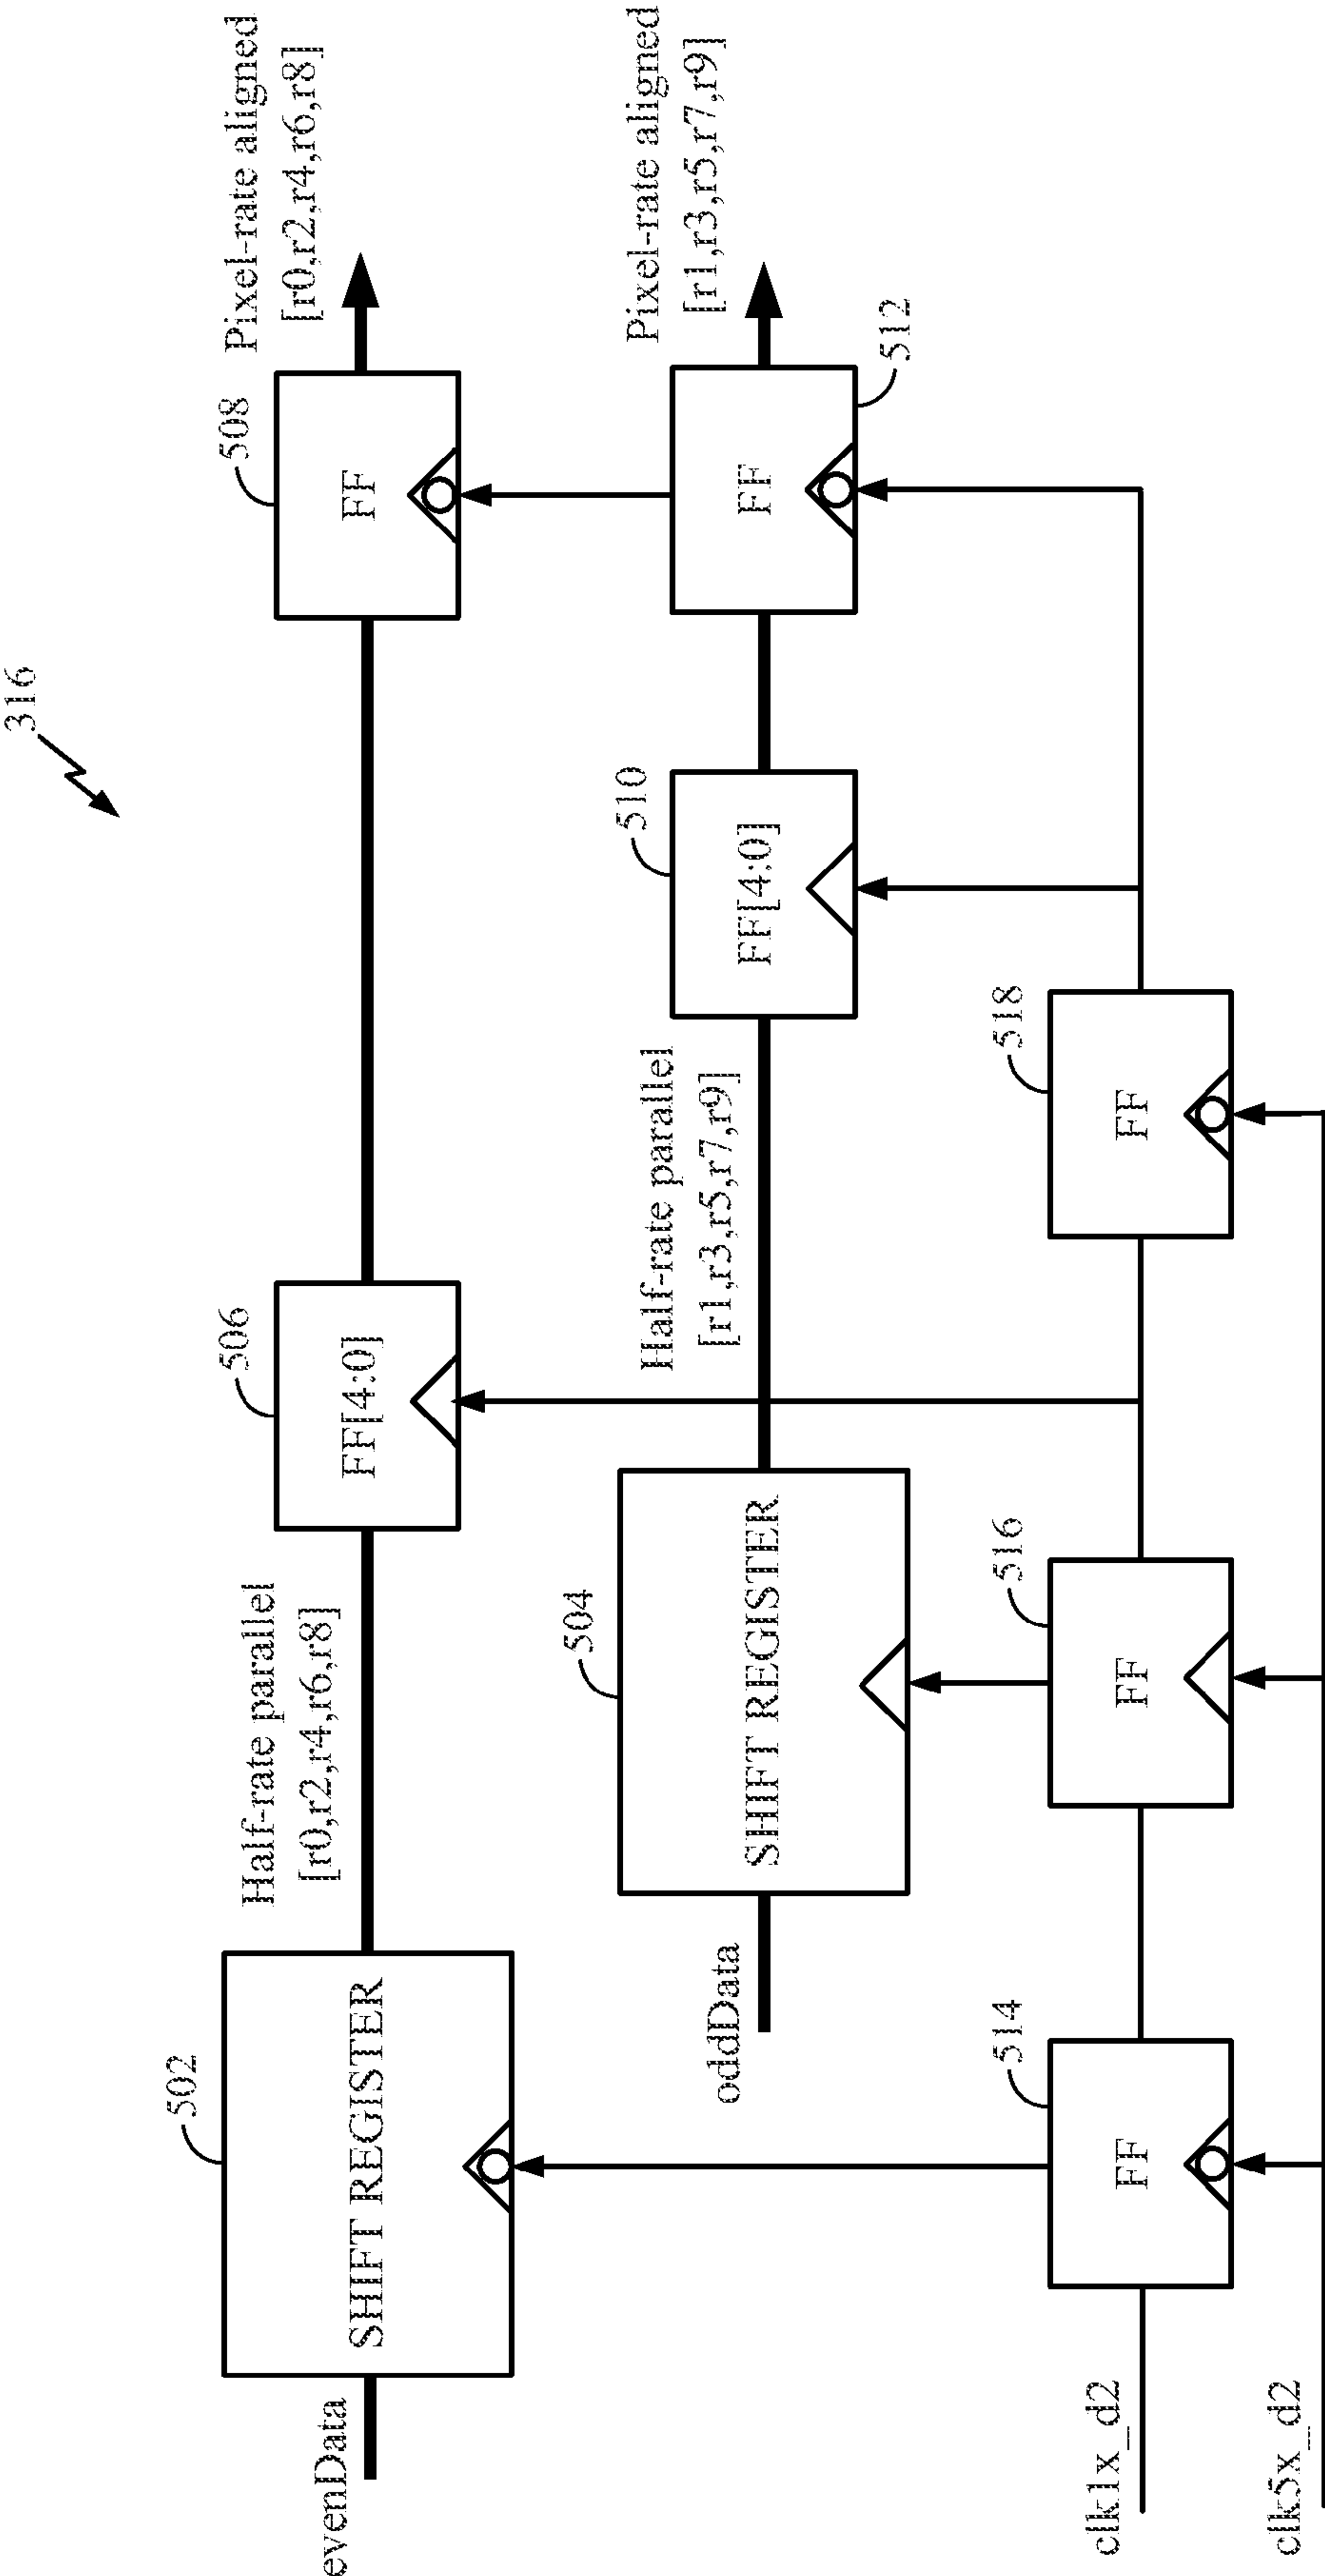 316
evenData
502
SHIFT REGISTER
Half-rate parallel
[r0,r2,r4,r6,r8]
506
FF[4:0]
508
FF
Pixel-rate aligned
[r0,r2,r4,r6,r8]
oddData
504
SHIFT REGISTER
Half-rate parallel
[r1,r3,r5,r7,r9]
510
FF[4:0]
FF
512
Pixel-rate aligned
[r1,r3,r5,r7,r9]
clk1x_d2
514
FF
516
FF
518
FF
clk5x_d2